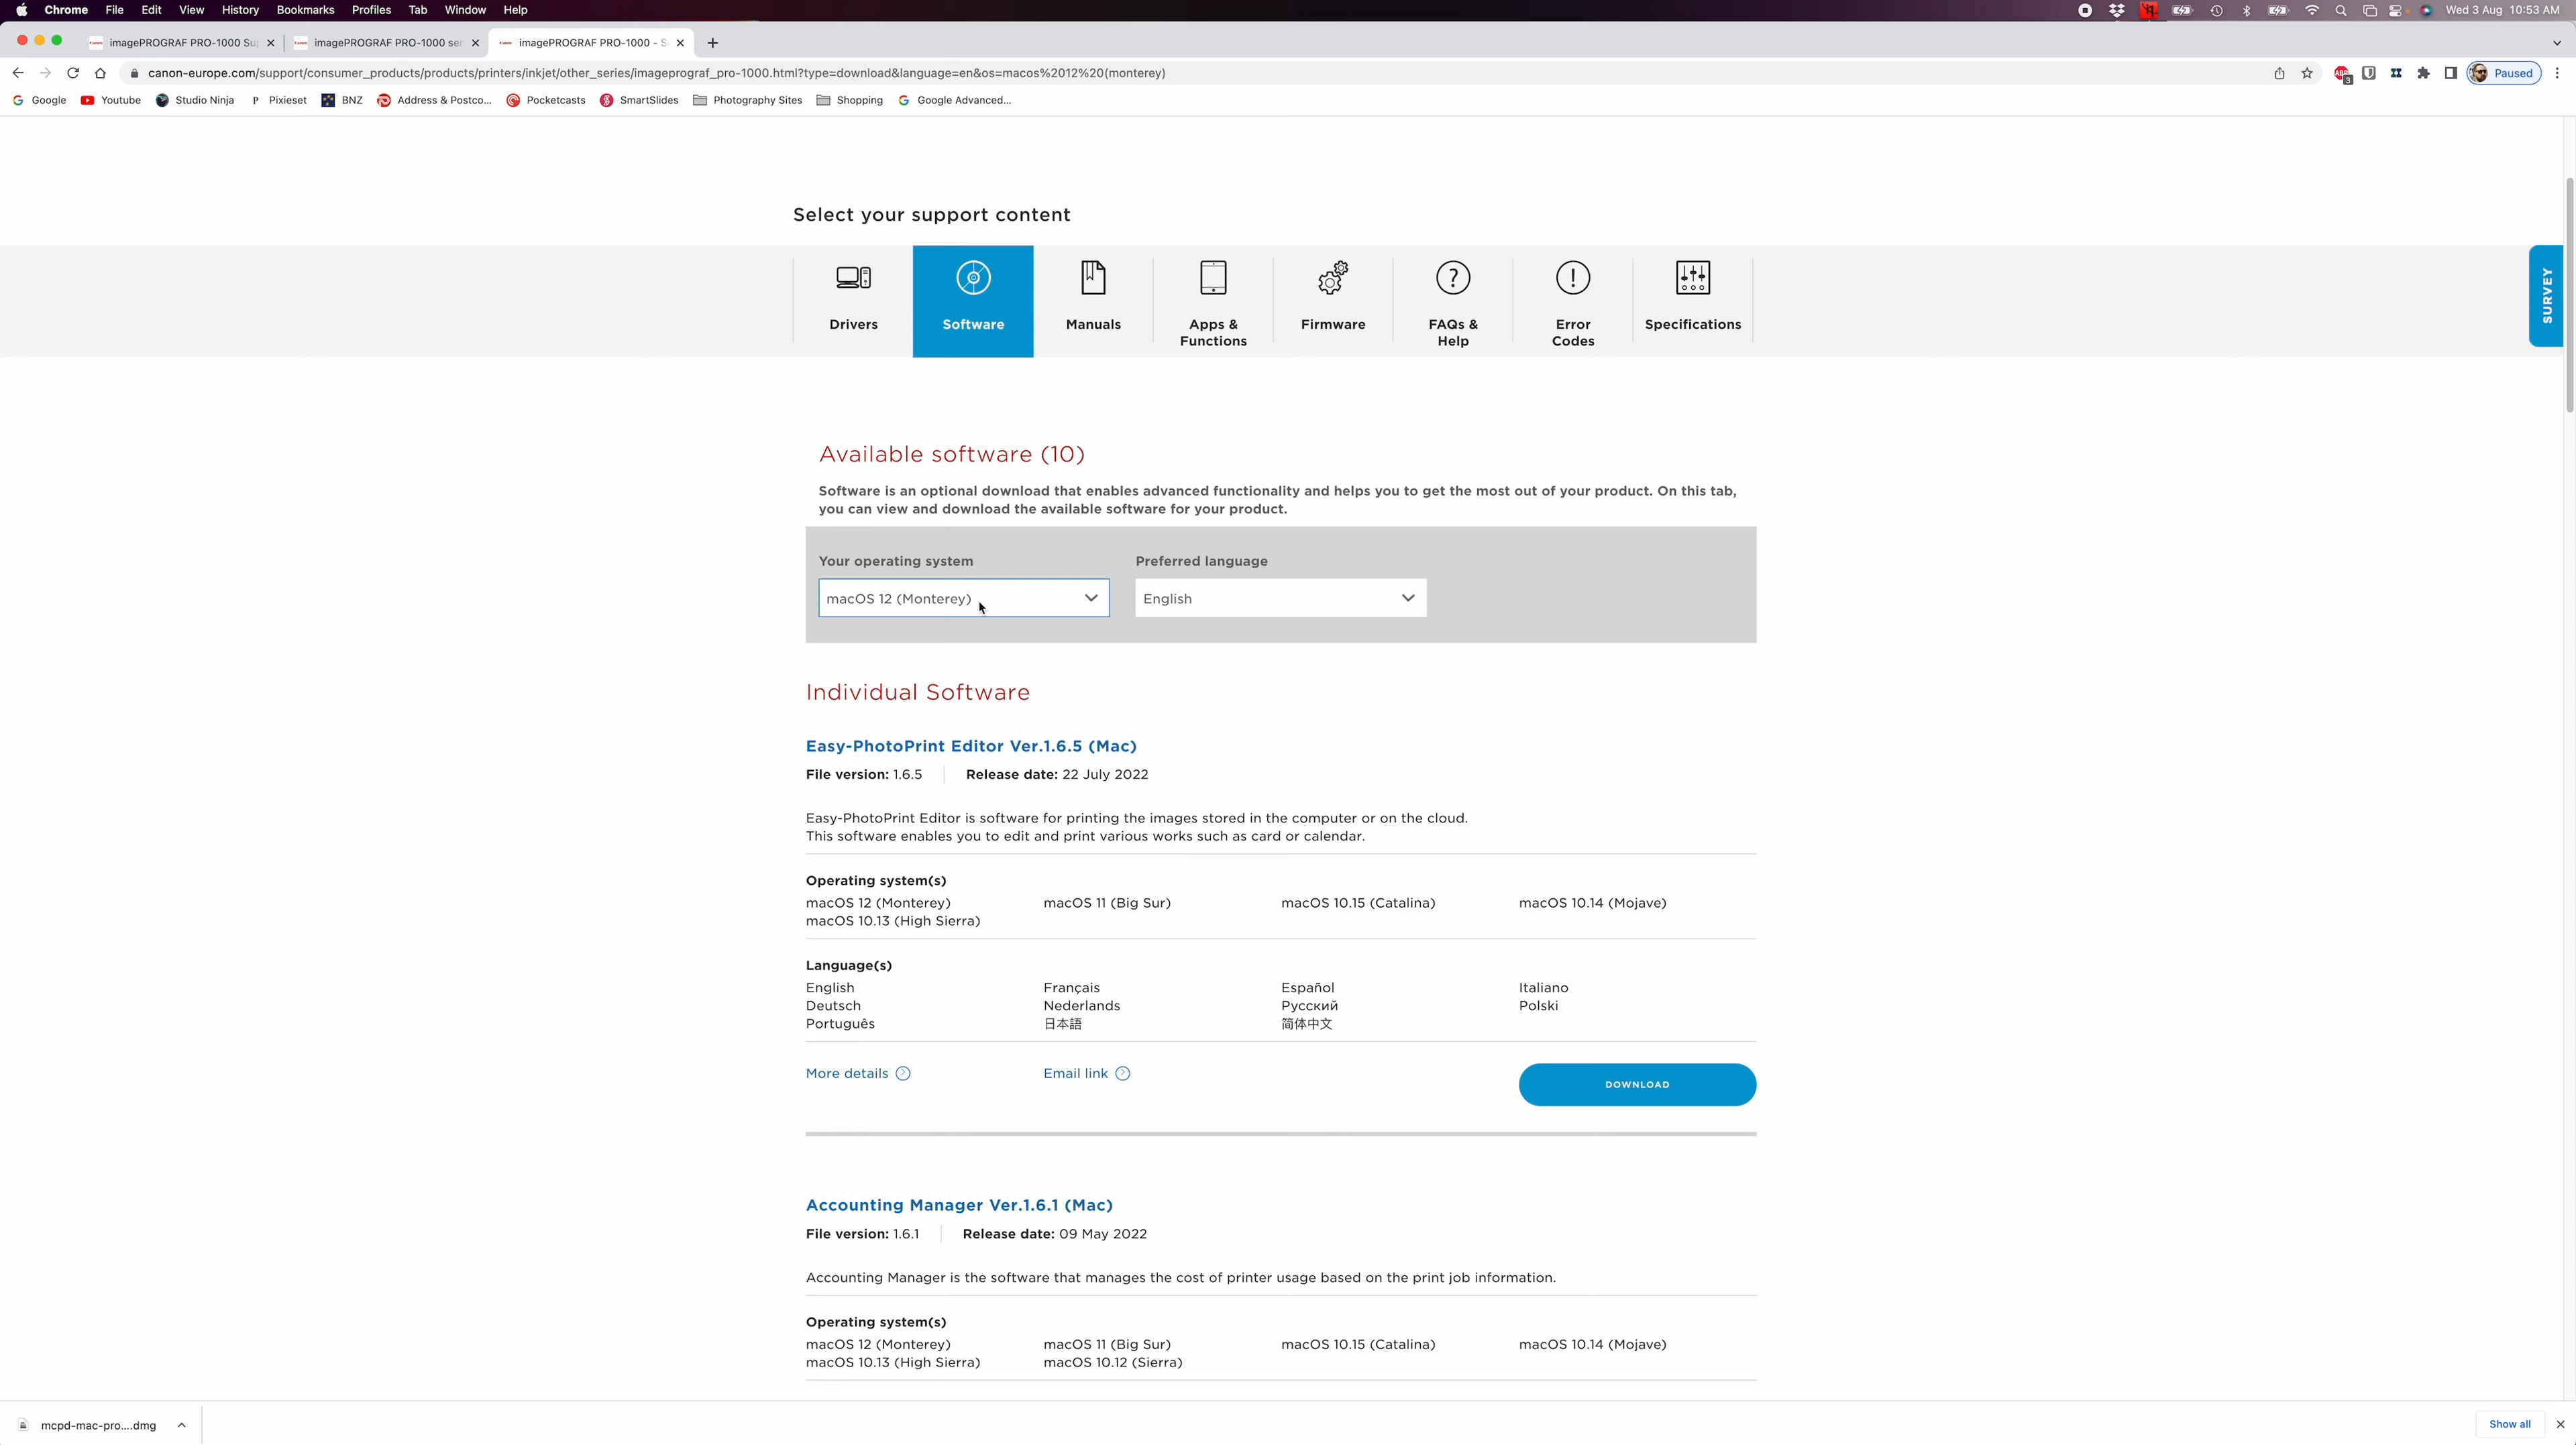 Chrome File Edit View History Bookmarks Profiles Tab Window Help Wed 3 Aug 10:53 AM
imagePROGRAF PRO-1000 Su imagePROGRAF PRO-1000 ser imagePROGRAF PRO-1000 - S
canon-europe.com/support/consumer_products/products/printers/inkjet/other_series/imageprograf_pro-1000.html?type=download&language=en&os=macos%2012%20(monterey) ABP 3 Paused
Google Youtube Studio Ninja P Pixieset BNZ Address & Postco... Pocketcasts SmartSlides Photography Sites Shopping Google Advanced...
Select your support content
Drivers Software Manuals Apps & Functions Firmware FAQs & Help Error Codes Specifications
SURVEY
Available software (10)
Software is an optional download that enables advanced functionality and helps you to get the most out of your product. On this tab,
you can view and download the available software for your product.
Your operating system Preferred language
macOS 12 (Monterey) English
Individual Software
Easy-PhotoPrint Editor Ver.1.6.5 (Mac)
File version: 1.6.5 Release date: 22 July 2022
Easy-PhotoPrint Editor is software for printing the images stored in the computer or on the cloud.
This software enables you to edit and print various works such as card or calendar.
Operating system(s)
macOS 12 (Monterey) macOS 11 (Big Sur) macOS 10.15 (Catalina) macOS 10.14 (Mojave)
macOS 10.13 (High Sierra)
Language(s)
English Français Español Italiano
Deutsch Nederlands Русский Polski
Português 日本語 简体中文
More details Email link DOWNLOAD
Accounting Manager Ver.1.6.1 (Mac)
File version: 1.6.1 Release date: 09 May 2022
Accounting Manager is the software that manages the cost of printer usage based on the print job information.
Operating system(s)
macOS 12 (Monterey) macOS 11 (Big Sur) macOS 10.15 (Catalina) macOS 10.14 (Mojave)
macOS 10.13 (High Sierra) macOS 10.12 (Sierra)
mcpd-mac-pro....dmg Show all